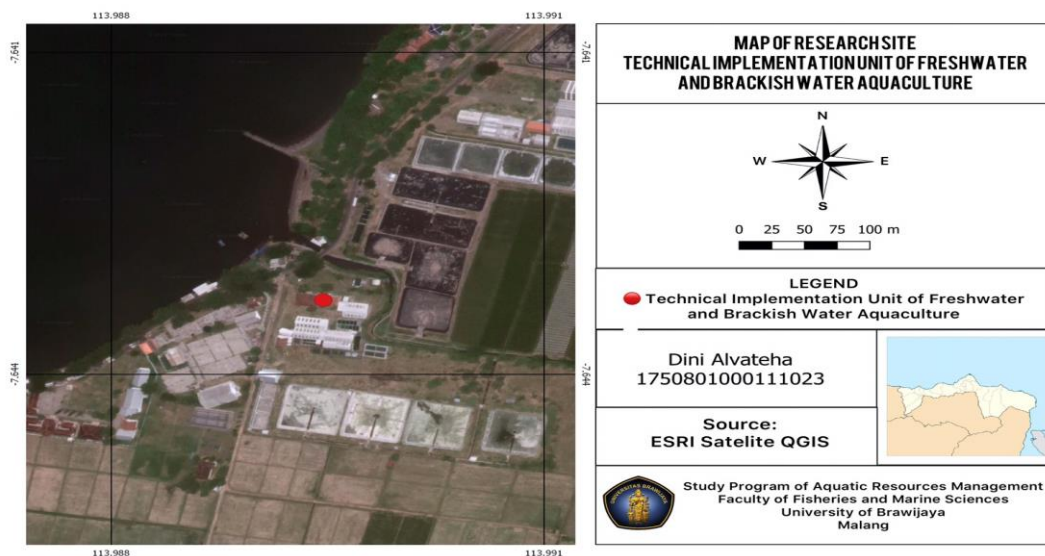 113.988
113.991
-7.641
-7.641
-7.644
-7.644
113.988
113.991
MAP OF RESEARCH SITE
TECHNICAL IMPLEMENTATION UNIT OF FRESHWATER
AND BRACKISH WATER AQUACULTURE
N
W
E
S
0 25 50 75 100 m
LEGEND
Technical Implementation Unit of Freshwater
and Brackish Water Aquaculture
Dini Alvateha
1750801000111023
Source:
ESRI Satelite QGIS
UNIVERSITAS BRAWIJAYA
Study Program of Aquatic Resources Management
Faculty of Fisheries and Marine Sciences
University of Brawijaya
Malang